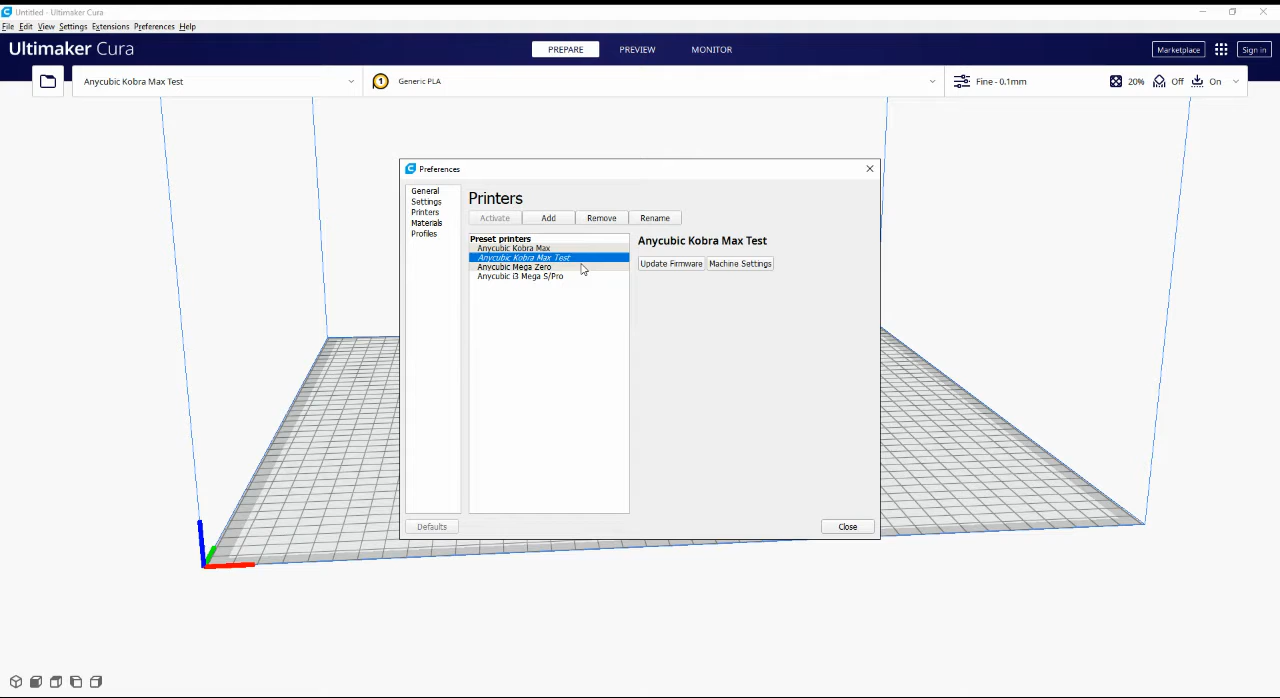 Untitled - Ultimaker Cura
File Edit View Settings Extensions Preferences Help
Ultimaker Cura
PREPARE
PREVIEW
MONITOR
Marketplace
Sign in
Anycubic Kobra Max Test
1
Generic PLA
Fine - 0.1mm
20%
Off
On
Preferences
General
Settings
Printers
Materials
Profiles
Printers
Activate
Add
Remove
Rename
Preset printers
Anycubic Kobra Max
Anycubic Kobra Max Test
Anycubic Mega Zero
Anycubic i3 Mega S/Pro
Anycubic Kobra Max Test
Update Firmware
Machine Settings
Defaults
Close